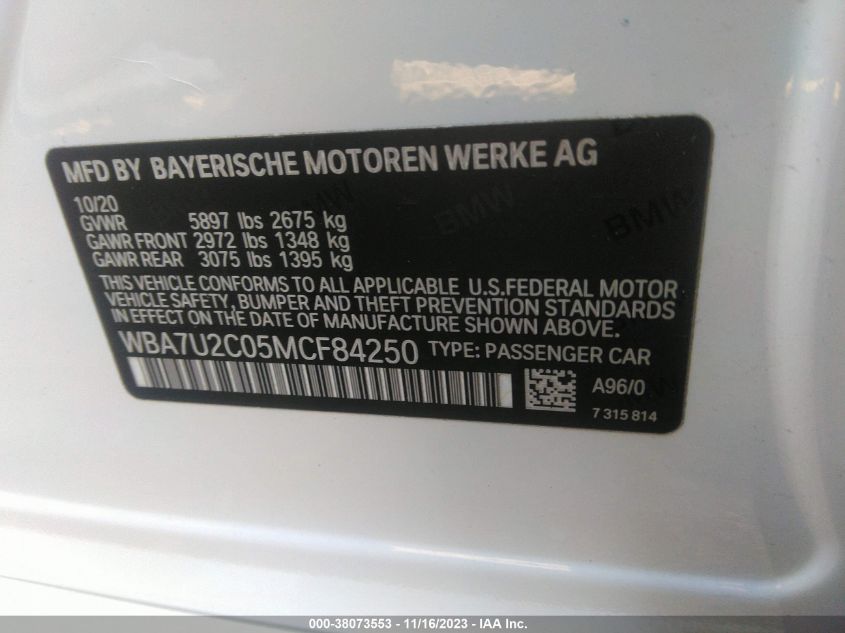 MFD BY BAYERISCHE MOTOREN WERKE AG
10/20
GVWR 5897 lbs 2675 kg
GAWR FRONT 2972 lbs 1348 kg
GAWR REAR 3075 lbs 1395 kg
THIS VEHICLE CONFORMS TO ALL APPLICABLE U.S.FEDERAL MOTOR
VEHICLE SAFETY, BUMPER AND THEFT PREVENTION STANDARDS
IN EFFECT ON THE DATE OF MANUFACTURE SHOWN ABOVE.
WBA7U2C05MCF84250 TYPE: PASSENGER CAR
A96/0
7 315 814
BMW
BMW
BMW
000-38073553 - 11/16/2023 - IAA Inc.